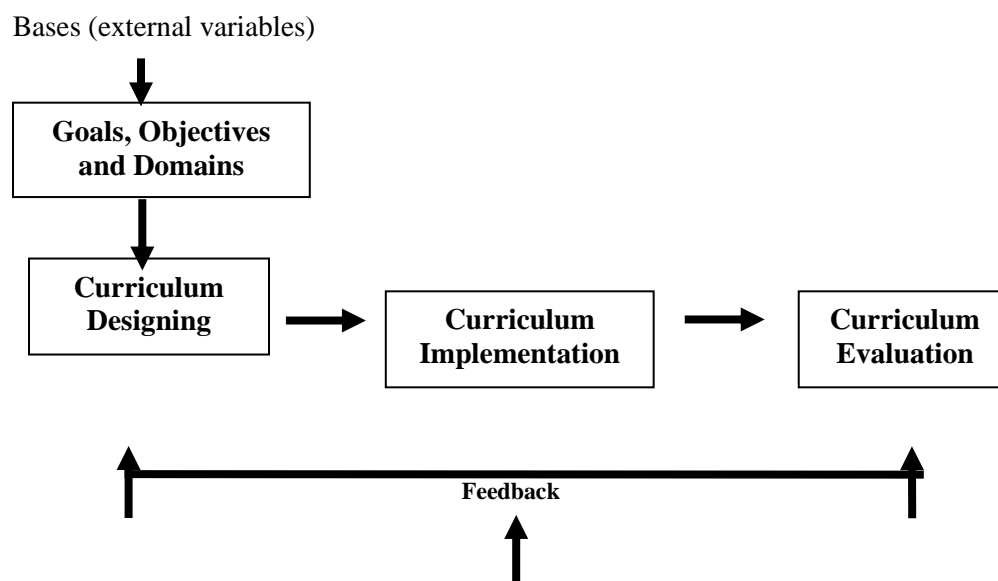 Bases (external variables)
Goals, Objectives
and Domains
Curriculum
Designing
Curriculum
Implementation
Curriculum
Evaluation
Feedback